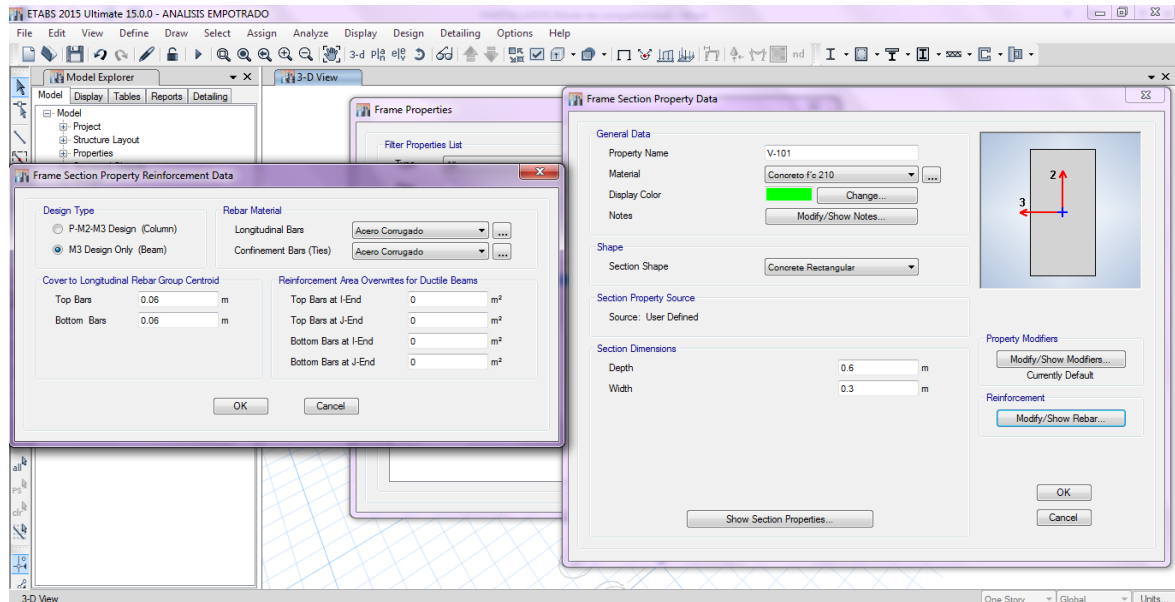 ETABS 2015 Ultimate 15.0.0 - ANALISIS EMPOTRADO
File Edit View Define Draw Select Assign Analyze Display Design Detailing Options Help
3-d nd
Model Explorer
3-D View
Model Display Tables Reports Detailing
Model
Project
Structure Layout
Properties
Frame Properties
Filter Properties List
Frame Section Property Data
General Data
Property Name V-101
Material Concreto f'c 210 ...
Display Color Change...
Notes Modify/Show Notes...
Shape
Section Shape Concrete Rectangular
Section Property Source
Source: User Defined
Section Dimensions
Depth 0.6 m
Width 0.3 m
Show Section Properties...
2
3
Property Modifiers
Modify/Show Modifiers...
Currently Default
Reinforcement
Modify/Show Rebar...
OK
Cancel
Frame Section Property Reinforcement Data
Design Type
P-M2-M3 Design (Column)
M3 Design Only (Beam)
Rebar Material
Longitudinal Bars Acero Corrugado ...
Confinement Bars (Ties) Acero Corrugado ...
Cover to Longitudinal Rebar Group Centroid
Top Bars 0.06 m
Bottom Bars 0.06 m
Reinforcement Area Overwrites for Ductile Beams
Top Bars at I-End 0 m²
Top Bars at J-End 0 m²
Bottom Bars at I-End 0 m²
Bottom Bars at J-End 0 m²
OK Cancel
all
ps
clr
3-D View
One Story Global Units...